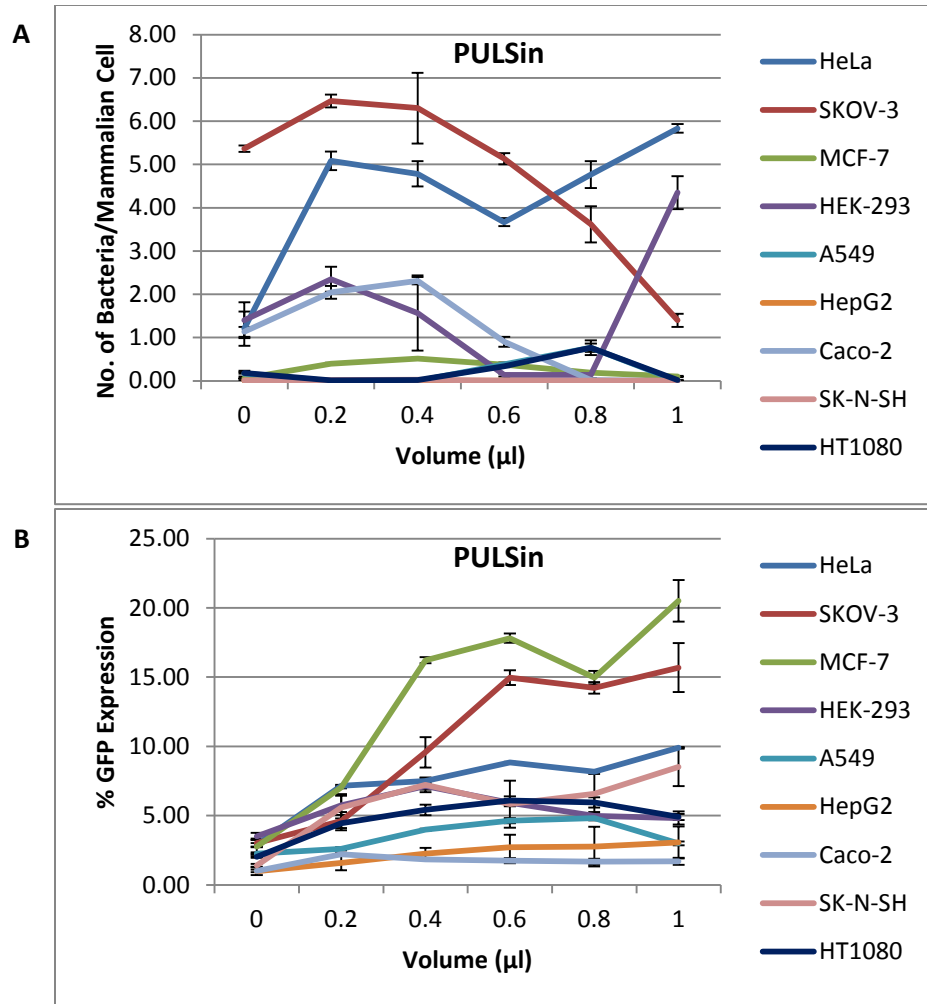 A
PULSin
No. of Bacteria/Mammalian Cell
8.00
7.00
6.00
5.00
4.00
3.00
2.00
1.00
0.00
0 0.2 0.4 0.6 0.8 1
Volume (µl)
HeLa
SKOV-3
MCF-7
HEK-293
A549
HepG2
Caco-2
SK-N-SH
HT1080
B
PULSin
% GFP Expression
25.00
20.00
15.00
10.00
5.00
0.00
0 0.2 0.4 0.6 0.8 1
Volume (µl)
HeLa
SKOV-3
MCF-7
HEK-293
A549
HepG2
Caco-2
SK-N-SH
HT1080